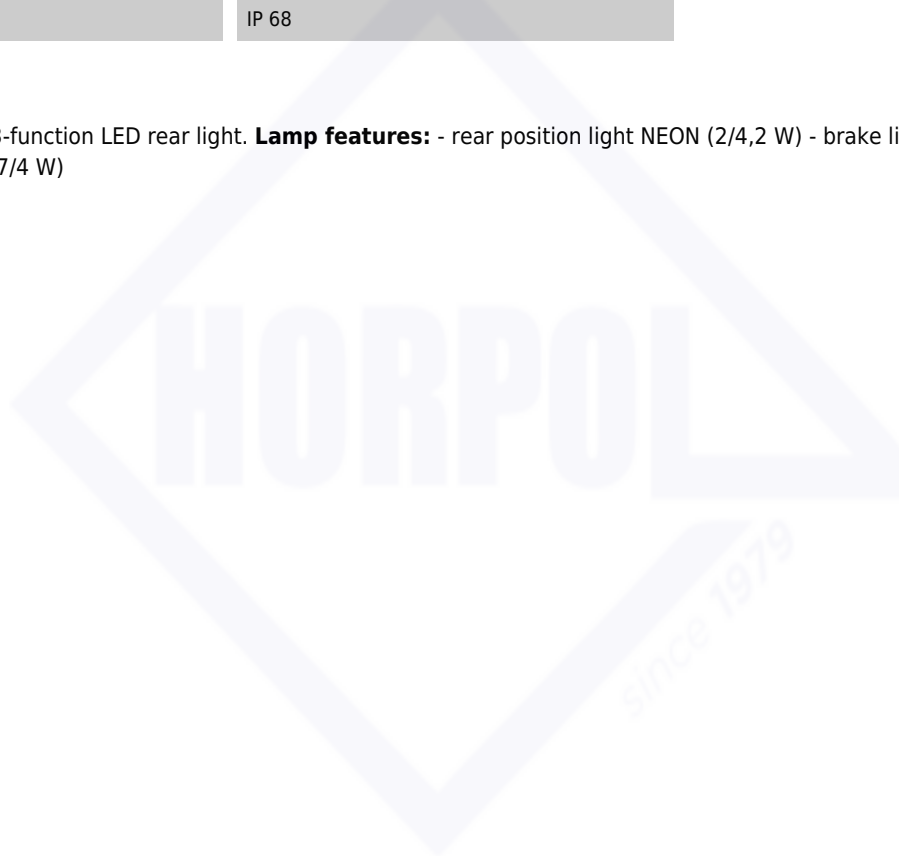 IP 68
-function LED rear light. Lamp features: - rear position light NEON (2/4,2 W) - brake li
7/4 W)
HORPOL
since 1979